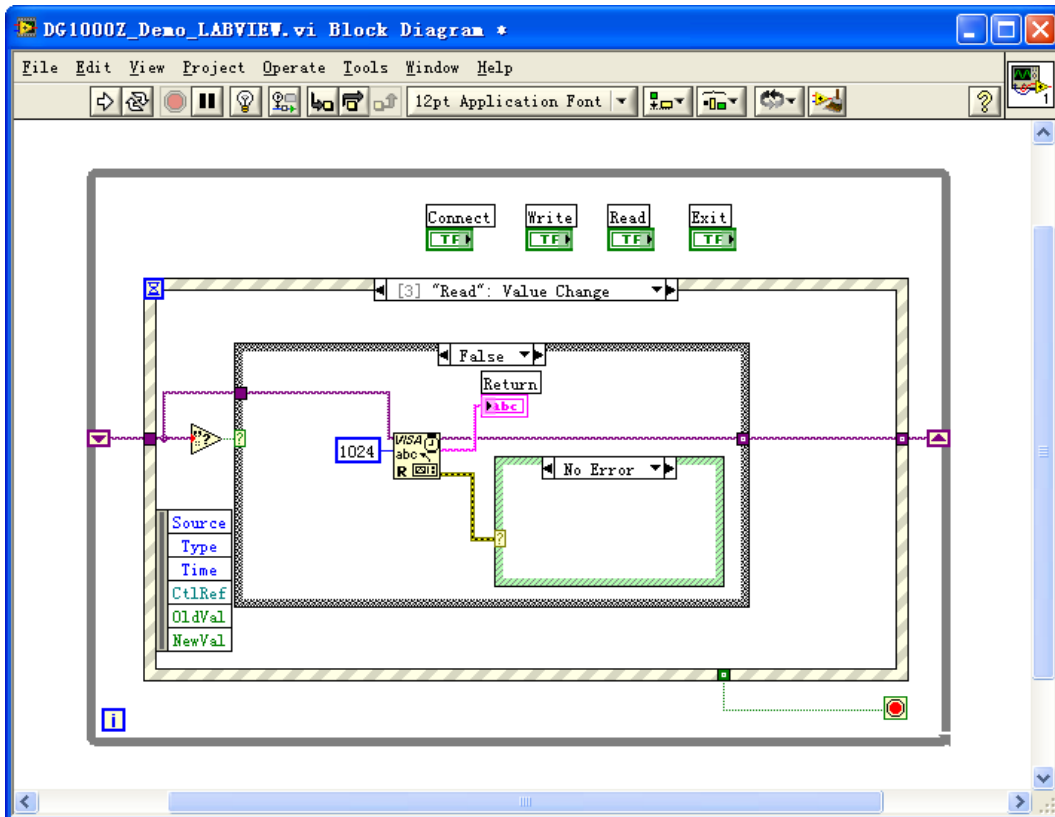 DG1000Z_Demo_LABVIEW.vi Block Diagram *
File Edit View Project Operate Tools Window Help
12pt Application Font
1
Connect Write Read Exit
TF TF TF TF
[3] "Read": Value Change
False
Return
abc
"?
?
1024
VISA
abc
R
No Error
?
Source
Type
Time
CtlRef
OldVal
NewVal
i